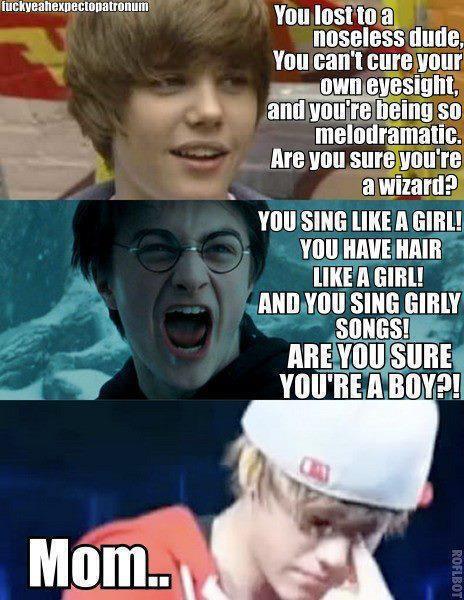 fuckyeahexpectopatronum
You lost to a
noseless dude,
You can't cure your
own eyesight,
and you're being so
melodramatic.
Are you sure you're
a wizard?
YOU SING LIKE A GIRL!
YOU HAVE HAIR
LIKE A GIRL!
AND YOU SING GIRLY
SONGS!
ARE YOU SURE
YOU'RE A BOY?!
Mom..
ROFLBOT